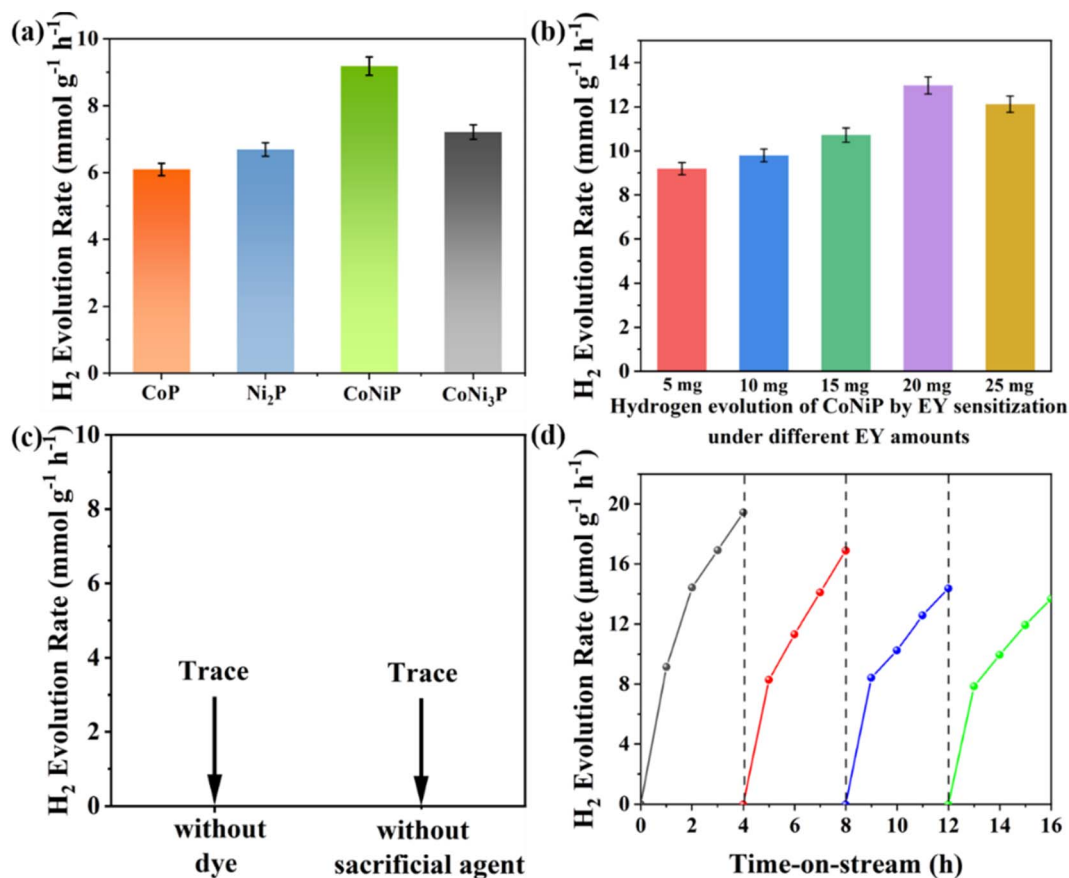 (a)
H₂ Evolution Rate (mmol g⁻¹ h⁻¹)
10
8
6
4
2
0
CoP Ni₂P CoNiP CoNi₃P
(b)
H₂ Evolution Rate (mmol g⁻¹ h⁻¹)
14
12
10
8
6
4
2
0
5 mg 10 mg 15 mg 20 mg 25 mg
Hydrogen evolution of CoNiP by EY sensitization
under different EY amounts
(c)
H₂ Evolution Rate (mmol g⁻¹ h⁻¹)
10
8
6
4
2
0
Trace Trace
without without
dye sacrificial agent
(d)
H₂ Evolution Rate (μmol g⁻¹ h⁻¹)
20
16
12
8
4
0
0 2 4 6 8 10 12 14 16
Time-on-stream (h)